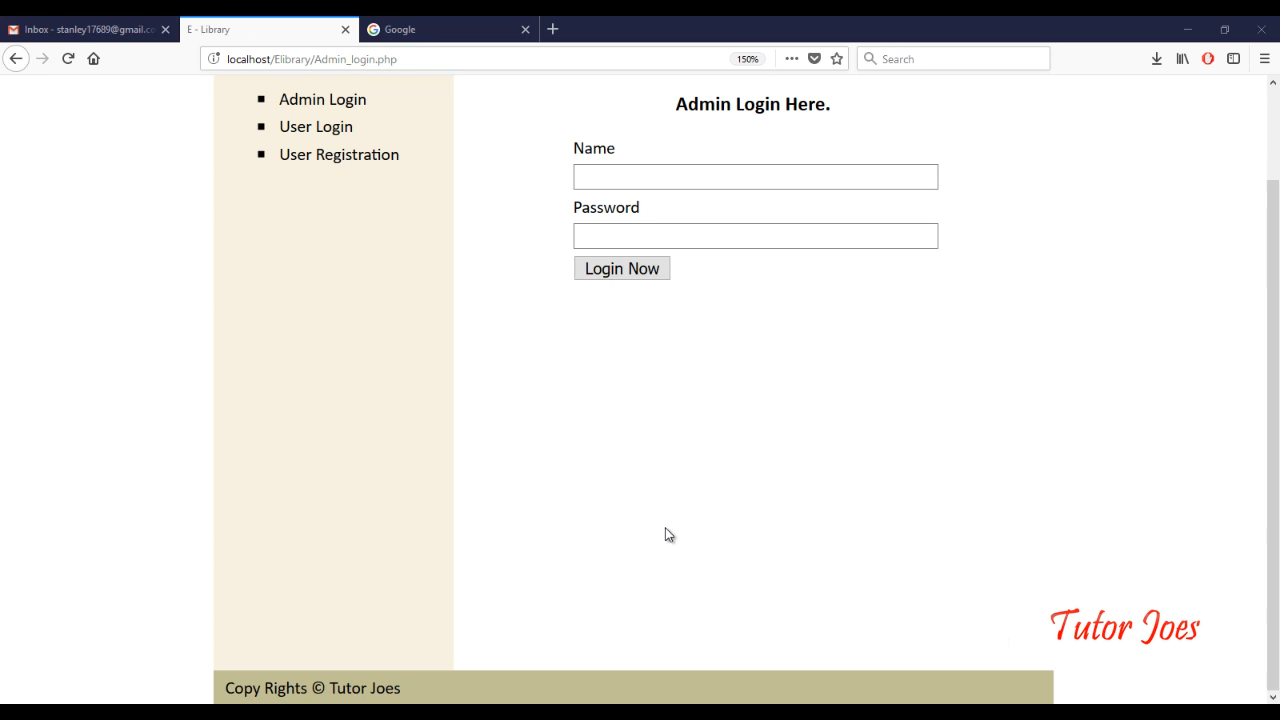 Inbox - stanley17689@gmail.co
E - Library
Google
localhost/Elibrary/Admin_login.php
150%
Search
Admin Login
User Login
User Registration
Admin Login Here.
Name
Password
Login Now
Tutor Joes
Copy Rights © Tutor Joes